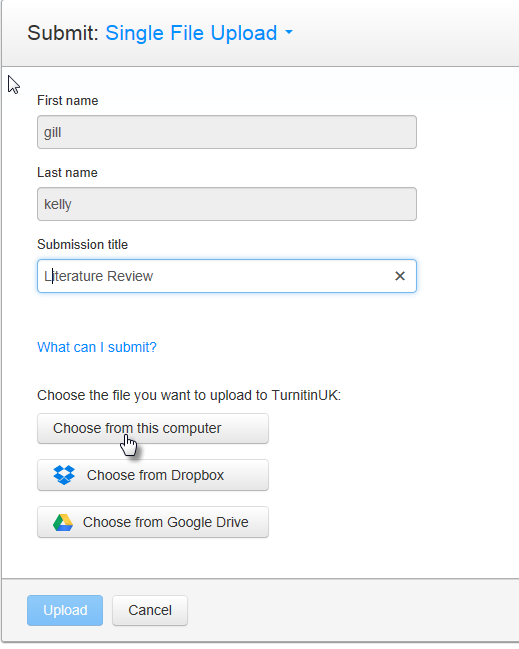 Submit: Single File Upload
First name
gill
Last name
kelly
Submission title
Literature Review
What can I submit?
Choose the file you want to upload to TurnitinUK:
Choose from this computer
Choose from Dropbox
Choose from Google Drive
Upload Cancel